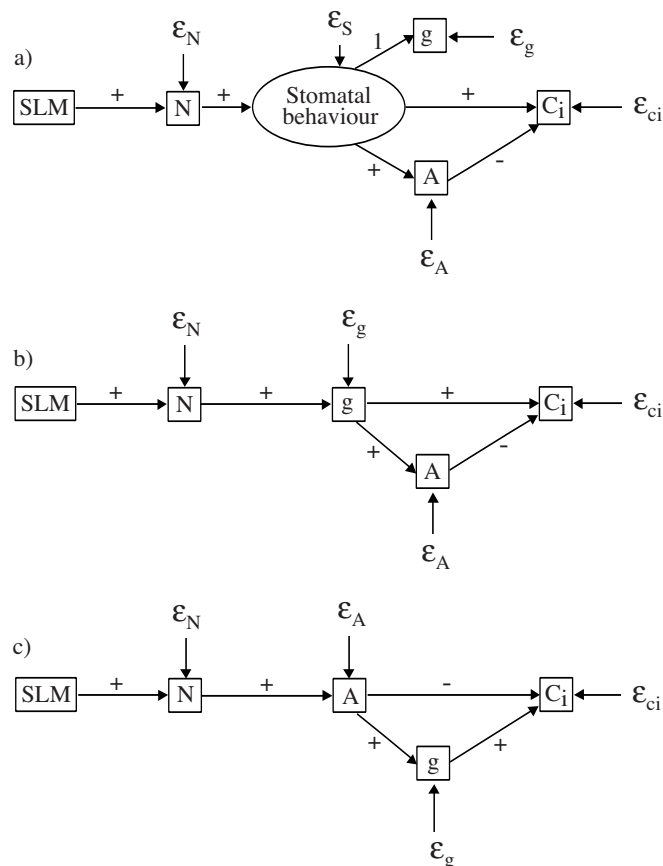 a)
ε_N
ε_S
1
g
ε_g
SLM
+
N
+
Stomatal
behaviour
+
C_i
ε_ci
+
A
-
ε_A
b)
ε_N
ε_g
SLM
+
N
+
g
+
C_i
ε_ci
+
A
-
ε_A
c)
ε_N
ε_A
SLM
+
N
+
A
-
C_i
ε_ci
+
g
+
ε_g